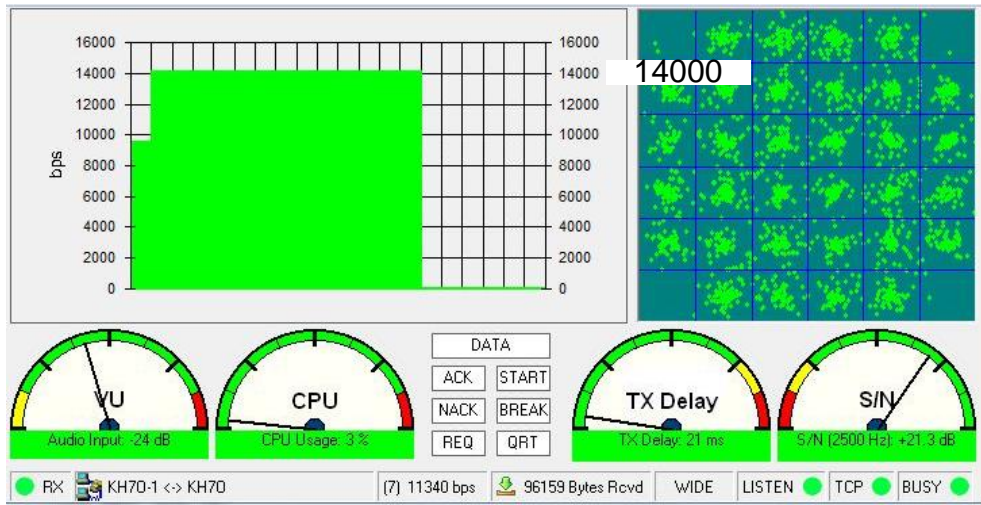 16000
14000
12000
10000
8000
6000
4000
2000
0
bps
16000
14000
12000
10000
8000
6000
4000
2000
0
14000
VU
Audio Input: -24 dB
CPU
CPU Usage: 3 %
DATA
ACK START
NACK BREAK
REQ QRT
TX Delay
TX Delay: 21 ms
S/N
S/N (2500 Hz): +21.3 dB
RX KH7O-1 <-> KH7O (7) 11340 bps 96159 Bytes Rcvd WIDE LISTEN TCP BUSY